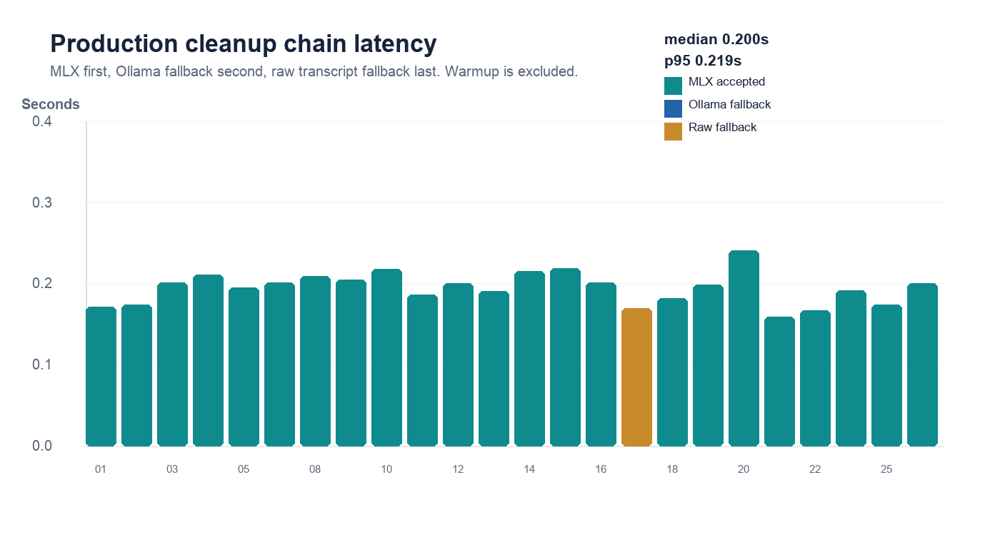 Production cleanup chain latency
MLX first, Ollama fallback second, raw transcript fallback last. Warmup is excluded.
median 0.200s
p95 0.219s
MLX accepted
Ollama fallback
Raw fallback
Seconds
0.4
0.3
0.2
0.1
0.0
01 03 05 08 10 12 14 16 18 20 22 25